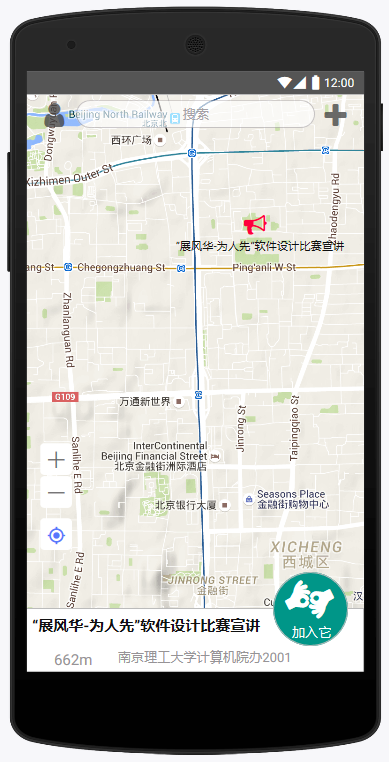 12:00
Beijing North Railway
北京北
搜索
西环广场
Xizhimen Outer St
"展风华-为人先"软件设计比赛宣讲
Chegongzhuang St
Ping'anli W St
Zhanlanguan Rd
G109
万通新世界
Sanlihe E Rd
Jinrong St
Taipingqiao St
InterContinental
Beijing Financial Street
北京金融街洲际酒店
北京银行大厦
Seasons Place
金融街购物中心
XICHENG
西城区
Sanlihe E Rd
JINRONG STREET
金融街
"展风华-为人先"软件设计比赛宣讲
加入它
662m
南京理工大学计算机院办2001